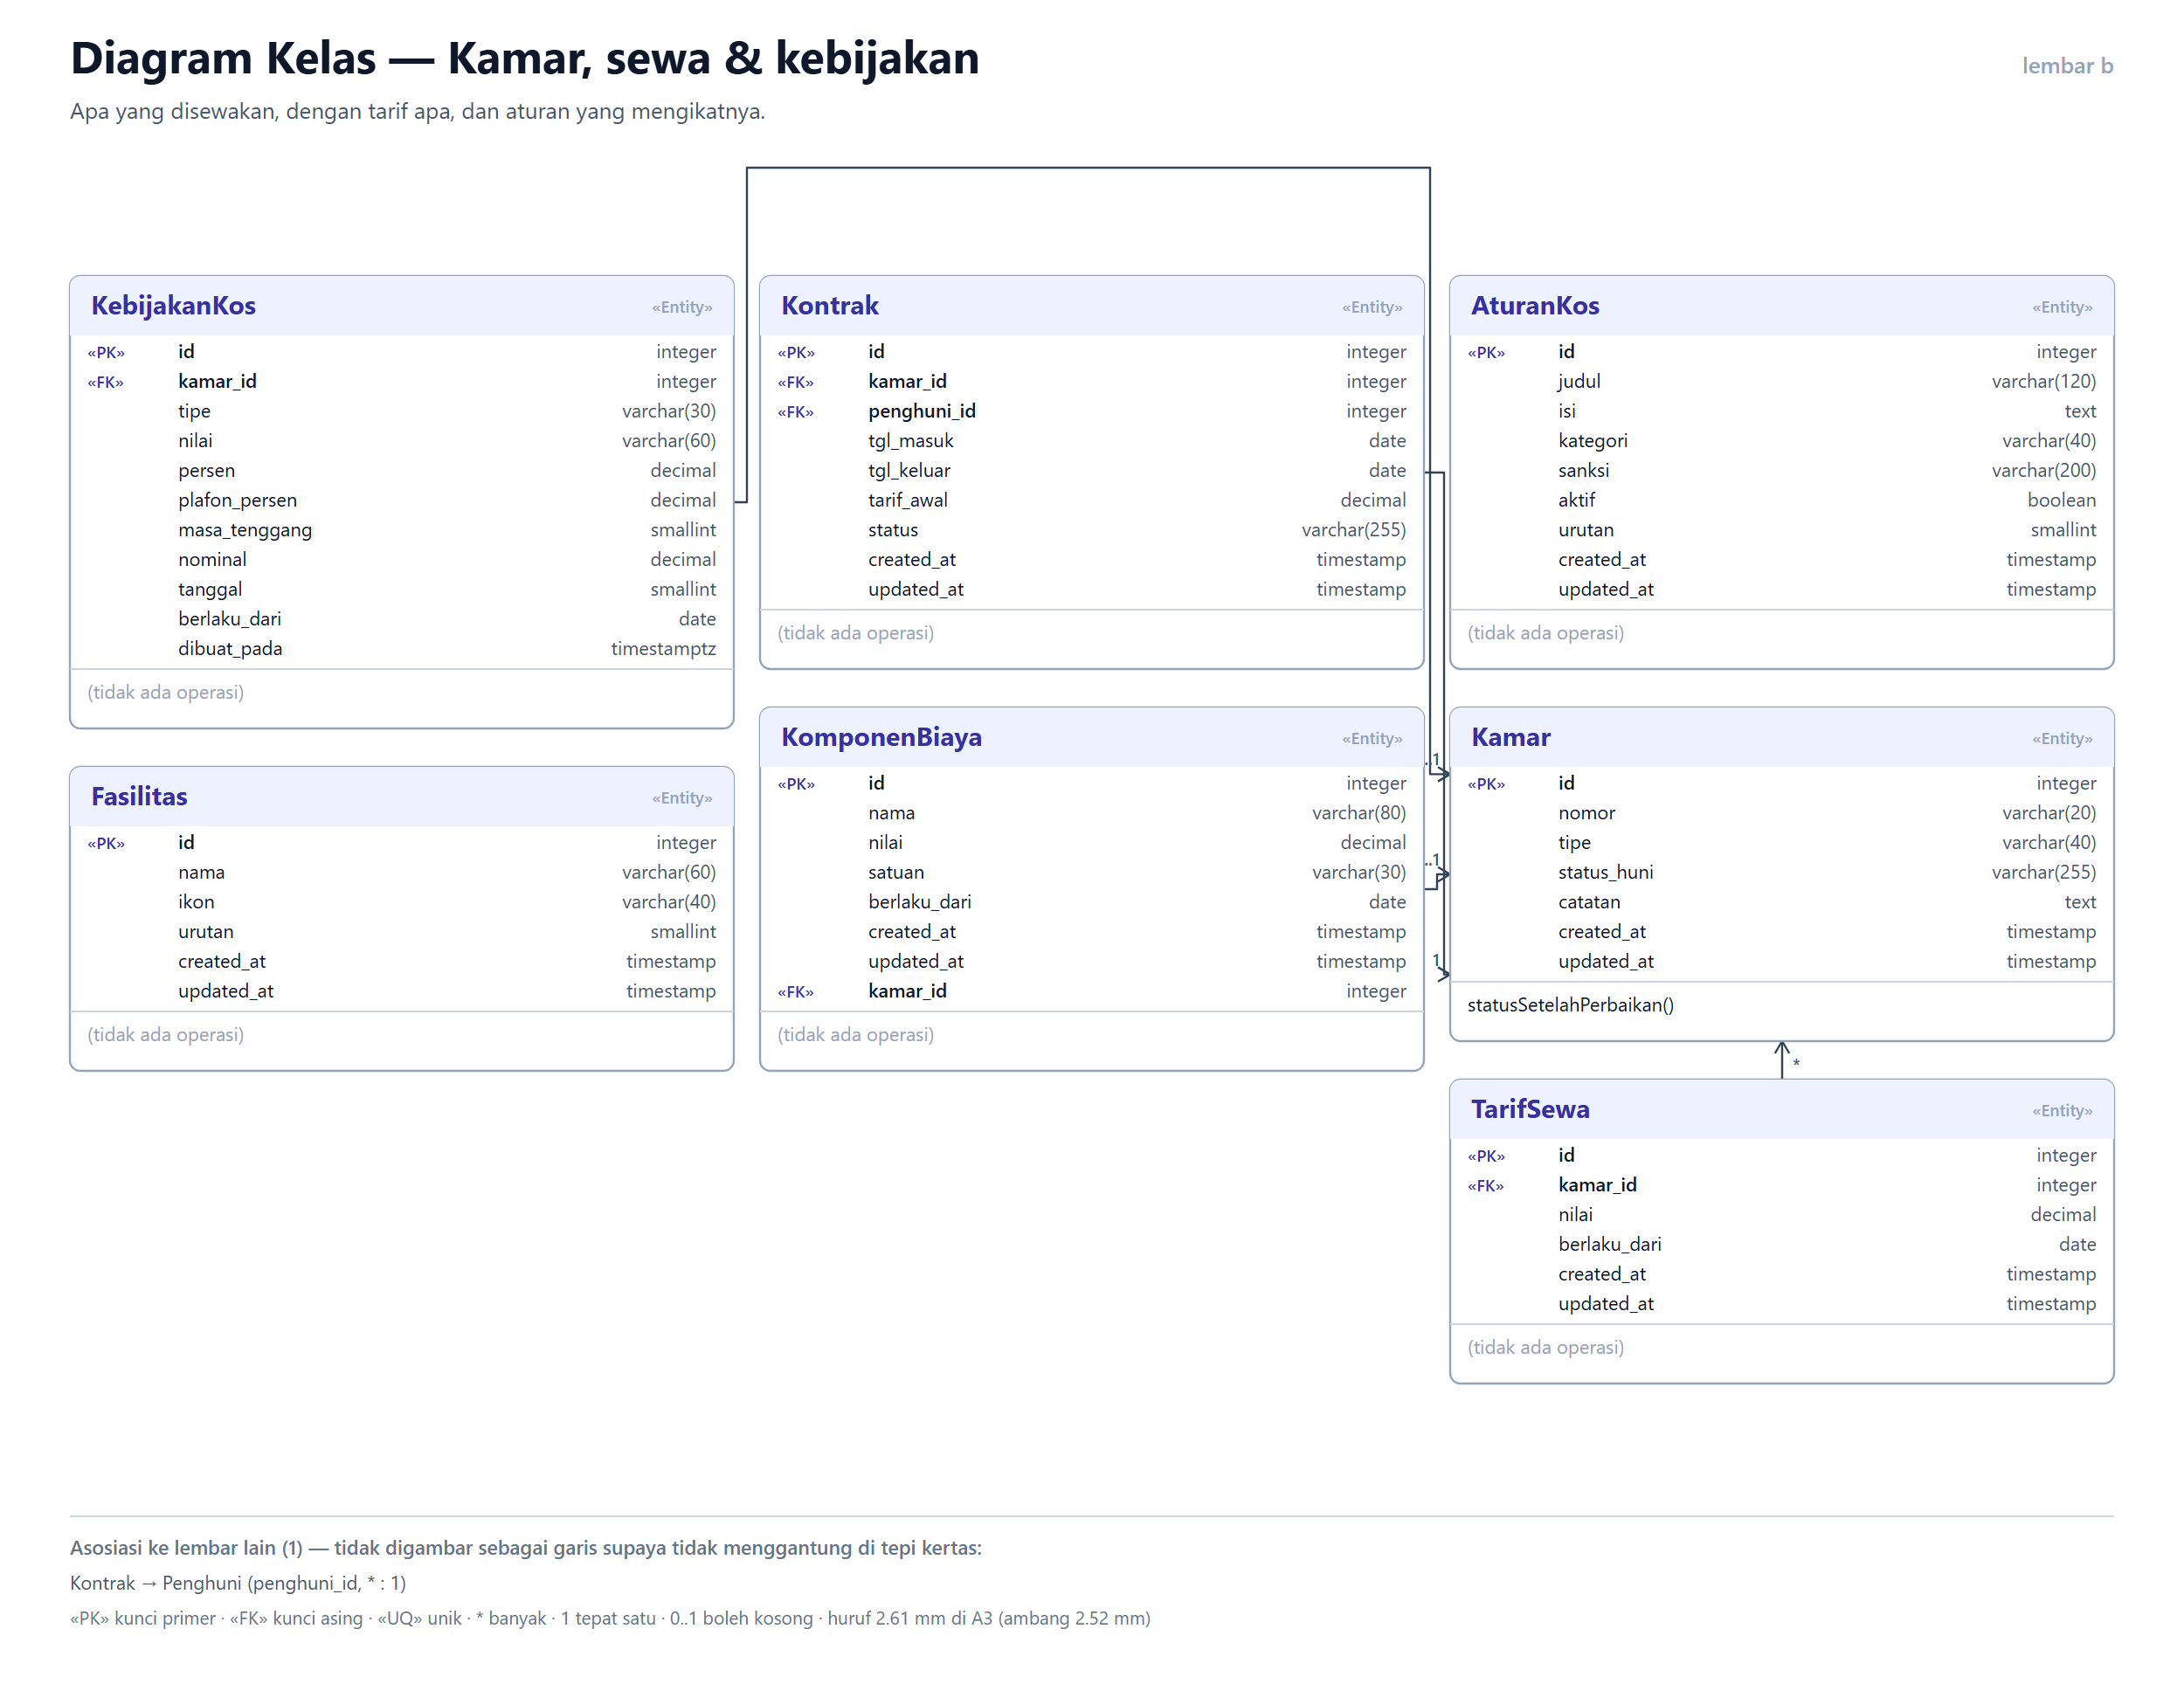 Diagram Kelas — Kamar, sewa & kebijakan
lembar b
Apa yang disewakan, dengan tarif apa, dan aturan yang mengikatnya.
KebijakanKos «Entity»
«PK» id integer
«FK» kamar_id integer
tipe varchar(30)
nilai varchar(60)
persen decimal
plafon_persen decimal
masa_tenggang smallint
nominal decimal
tanggal smallint
berlaku_dari date
dibuat_pada timestamptz
(tidak ada operasi)
Kontrak «Entity»
«PK» id integer
«FK» kamar_id integer
«FK» penghuni_id integer
tgl_masuk date
tgl_keluar date
tarif_awal decimal
status varchar(255)
created_at timestamp
updated_at timestamp
(tidak ada operasi)
AturanKos «Entity»
«PK» id integer
judul varchar(120)
isi text
kategori varchar(40)
sanksi varchar(200)
aktif boolean
urutan smallint
created_at timestamp
updated_at timestamp
(tidak ada operasi)
Fasilitas «Entity»
«PK» id integer
nama varchar(60)
ikon varchar(40)
urutan smallint
created_at timestamp
updated_at timestamp
(tidak ada operasi)
KomponenBiaya «Entity»
«PK» id integer
nama varchar(80)
nilai decimal
satuan varchar(30)
berlaku_dari date
created_at timestamp
updated_at timestamp
«FK» kamar_id integer
(tidak ada operasi)
..1
..1
1
Kamar «Entity»
«PK» id integer
nomor varchar(20)
tipe varchar(40)
status_huni varchar(255)
catatan text
created_at timestamp
updated_at timestamp
statusSetelahPerbaikan()
*
TarifSewa «Entity»
«PK» id integer
«FK» kamar_id integer
nilai decimal
berlaku_dari date
created_at timestamp
updated_at timestamp
(tidak ada operasi)
Asosiasi ke lembar lain (1) — tidak digambar sebagai garis supaya tidak menggantung di tepi kertas:
Kontrak → Penghuni (penghuni_id, * : 1)
«PK» kunci primer · «FK» kunci asing · «UQ» unik · * banyak · 1 tepat satu · 0..1 boleh kosong · huruf 2.61 mm di A3 (ambang 2.52 mm)